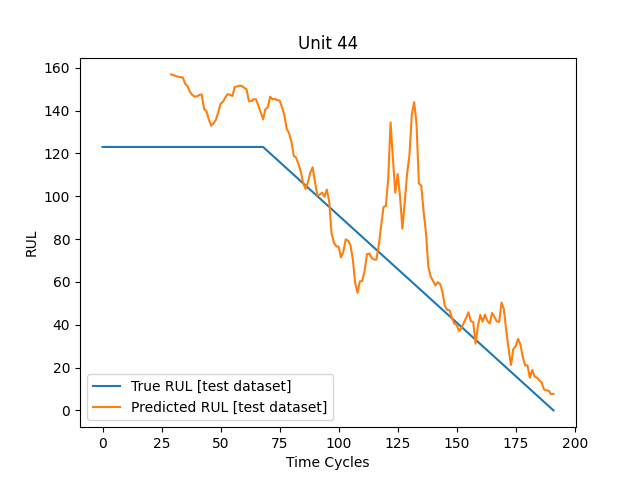 Unit 44
160
140
120
100
80
60
40
20
0
RUL
True RUL [test dataset]
Predicted RUL [test dataset]
0 25 50 75 100 125 150 175 200
Time Cycles